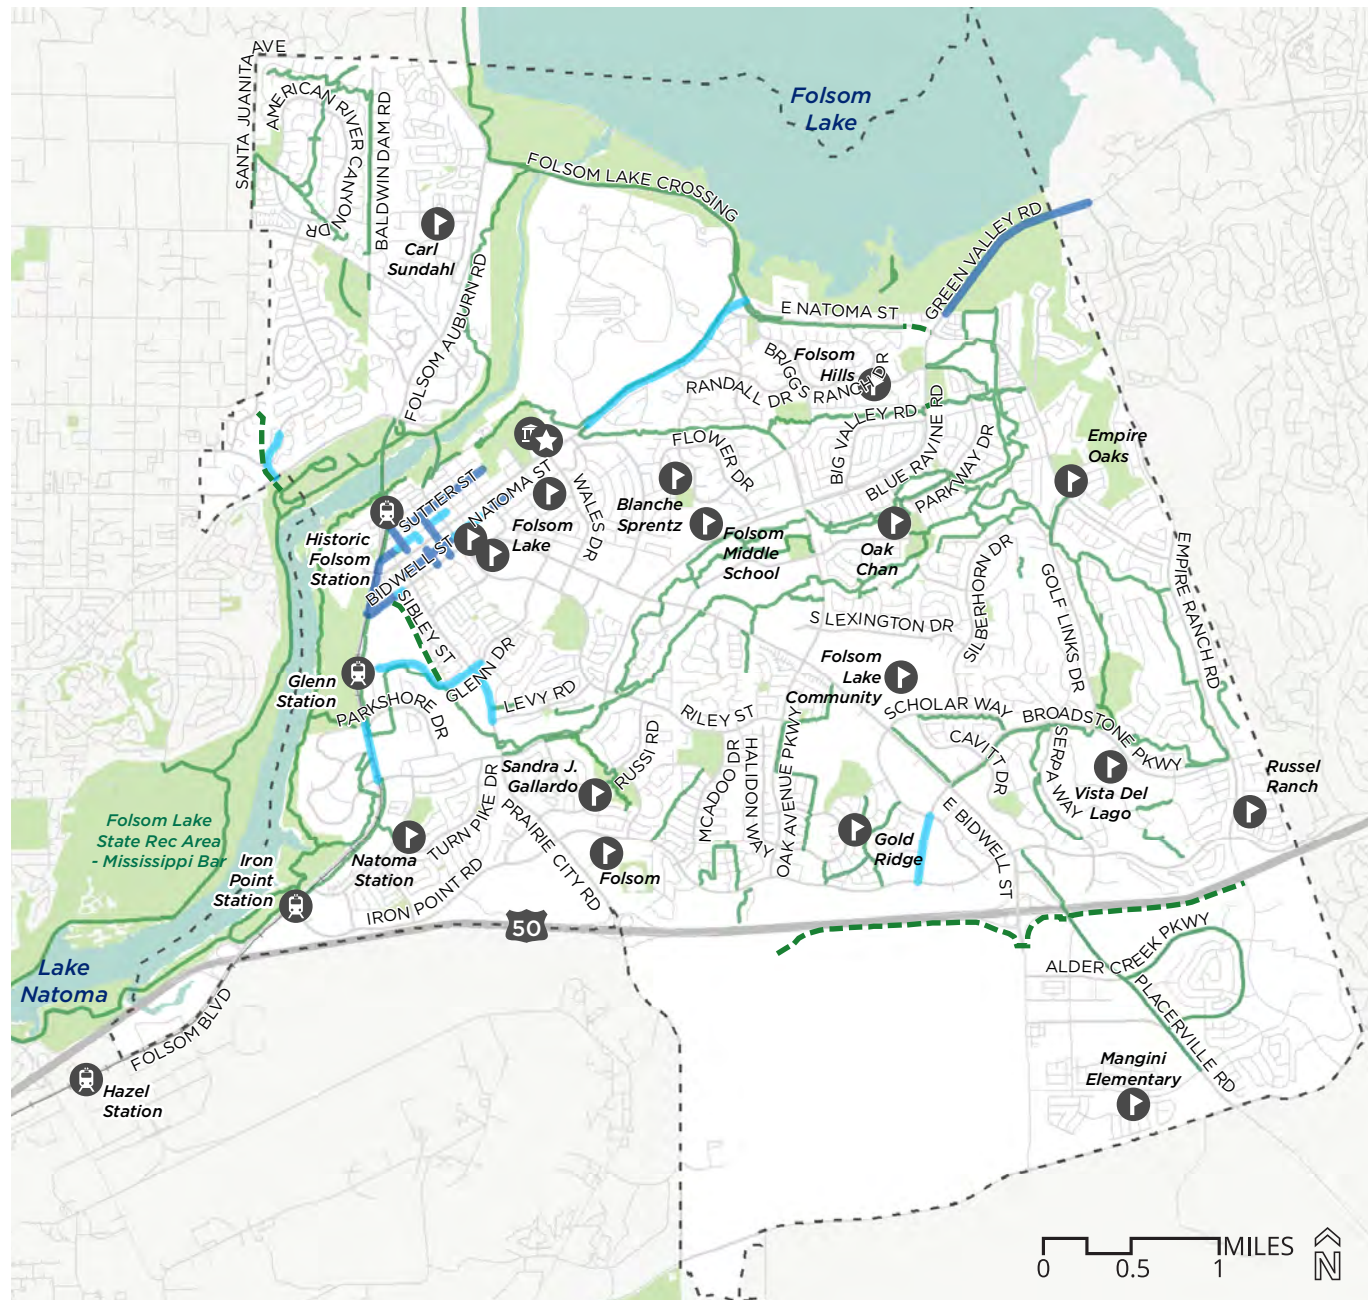 AVE
SANTA JUANITA
AMERICAN RIVER CANYON
DR
BALDWIN DAM RD
Folsom
Lake
FOLSOM LAKE CROSSING
Carl
Sundahl
FOLSOM AUBURN RD
GREEN VALLEY RD
E NATOMA ST
BRIGGS
RANCH DR
Folsom
Hills
RANDALL DR
BIG VALLEY RD
BLUE RAVINE RD
PARKWAY DR
FLOWER DR
Empire
Oaks
SUTTER ST
NATOMA ST
WALES DR
Blanche
Sprentz
Folsom
Lake
Folsom
Middle
School
Oak
Chan
Historic
Folsom
Station
BIDWELL ST
SIBLEY ST
EMPIRE RANCH RD
SILBERHORN DR
GOLF LINKS DR
S LEXINGTON DR
GLENN DR
Glenn
Station
PARKSHORE DR
LEVY RD
Folsom
Lake
Community
RILEY ST
SCHOLAR WAY
BROADSTONE PKWY
RUSSI RD
MCADOO DR
HALIDON WAY
OAK AVENUE PKWY
CAVITT DR
SERPA WAY
Sandra J.
Gallardo
Vista Del
Lago
Russel
Ranch
TURN PIKE DR
PRAIRIE CITY RD
E BIDWELL ST
Folsom Lake
State Rec Area
- Mississippi Bar
Iron
Point
Station
Natoma
Station
Folsom
Gold
Ridge
IRON POINT RD
50
Lake
Natoma
ALDER CREEK PKWY
PLACERVILLE RD
FOLSOM BLVD
Hazel
Station
Mangini
Elementary
MILES
0
0.5
1
N